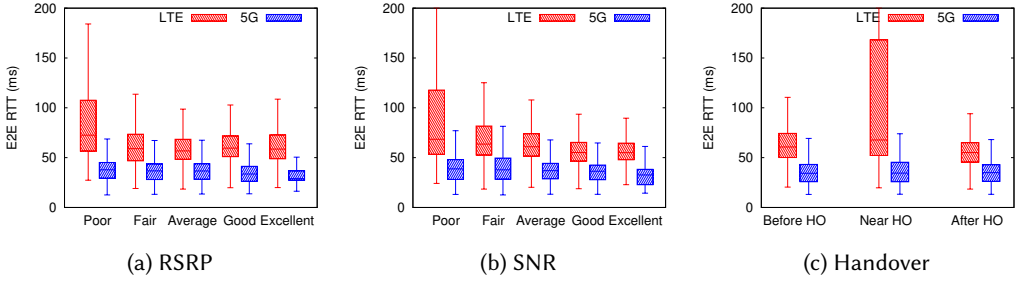 LTE 5G
200
150
100
50
0
E2E RTT (ms)
Poor Fair Average Good Excellent
(a) RSRP
LTE 5G
200
150
100
50
0
E2E RTT (ms)
Poor Fair Average Good Excellent
(b) SNR
LTE 5G
200
150
100
50
0
E2E RTT (ms)
Before HO Near HO After HO
(c) Handover